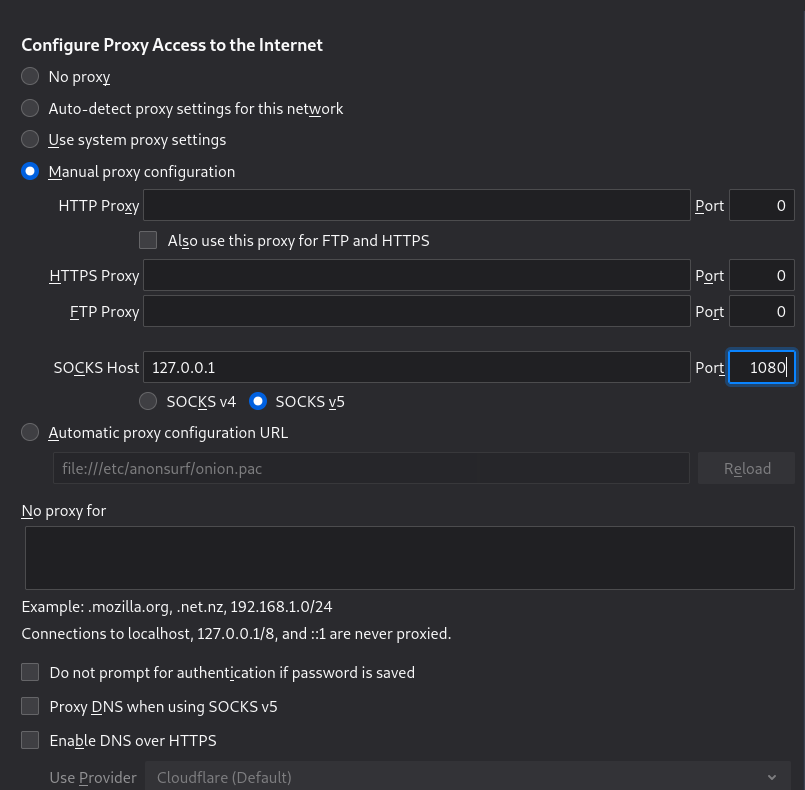 Configure Proxy Access to the Internet
No proxy
Auto-detect proxy settings for this network
Use system proxy settings
Manual proxy configuration
HTTP Proxy Port 0
Also use this proxy for FTP and HTTPS
HTTPS Proxy Port 0
FTP Proxy Port 0
SOCKS Host 127.0.0.1 Port 1080
SOCKS v4 SOCKS v5
Automatic proxy configuration URL
file:///etc/anonsurf/onion.pac Reload
No proxy for
Example: .mozilla.org, .net.nz, 192.168.1.0/24
Connections to localhost, 127.0.0.1/8, and ::1 are never proxied.
Do not prompt for authentication if password is saved
Proxy DNS when using SOCKS v5
Enable DNS over HTTPS
Use Provider Cloudflare (Default)